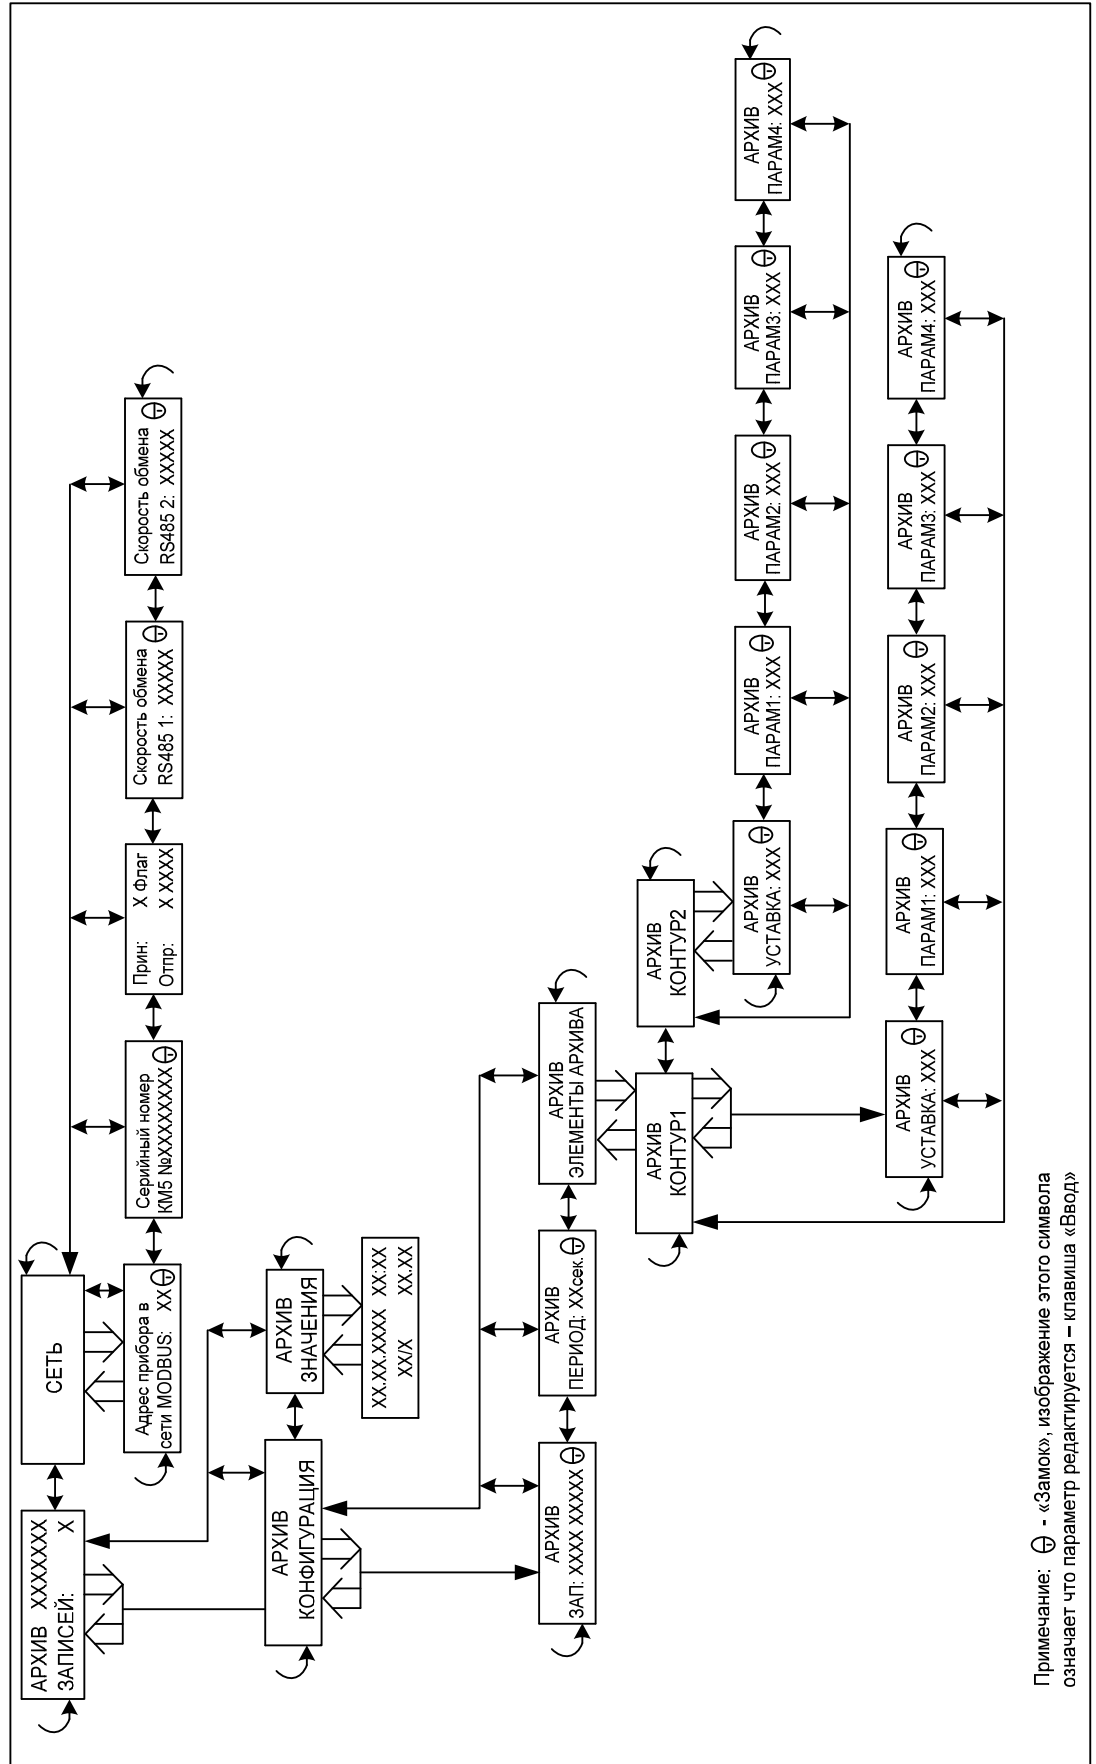 АРХИВ XXXXXXX
ЗАПИСЕЙ: X
СЕТЬ
Адрес прибора в
сети MODBUS: XX
Серийный номер
КМ5 №XXXXXXXX
Прин: X Флаг
Отпр: X XXXX
Скорость обмена
RS485 1: XXXXX
Скорость обмена
RS485 2: XXXXX
АРХИВ
КОНФИГУРАЦИЯ
АРХИВ
ЗНАЧЕНИЯ
XX.XX.XXXX XX:XX
XX/X XX.XX
АРХИВ
ЗАП: XXXX XXXXX
АРХИВ
ПЕРИОД: XXсек.
АРХИВ
ЭЛЕМЕНТЫ АРХИВА
АРХИВ
КОНТУР1
АРХИВ
КОНТУР2
АРХИВ
УСТАВКА: XXX
АРХИВ
ПАРАМ1: XXX
АРХИВ
ПАРАМ2: XXX
АРХИВ
ПАРАМ3: XXX
АРХИВ
ПАРАМ4: XXX
АРХИВ
УСТАВКА: XXX
АРХИВ
ПАРАМ1: XXX
АРХИВ
ПАРАМ2: XXX
АРХИВ
ПАРАМ3: XXX
АРХИВ
ПАРАМ4: XXX
Примечание: - «Замок», изображение этого символа
означает что параметр редактируется – клавиша «Ввод»